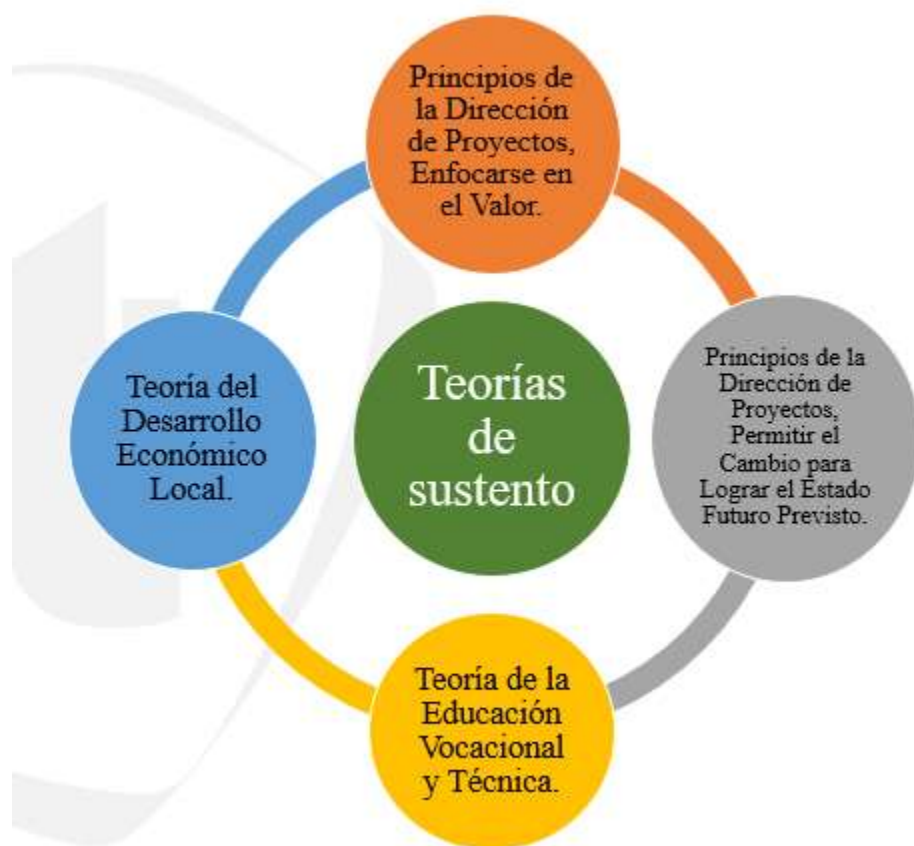 Principios de
la Dirección
de Proyectos,
Enfocarse en
el Valor.
Principios de la
Dirección de
Proyectos,
Permitir el
Cambio para
Lograr el Estado
Futuro Previsto.
Teoría de la
Educación
Vocacional
y Técnica.
Teoría del
Desarrollo
Económico
Local.
Teorías
de
sustento